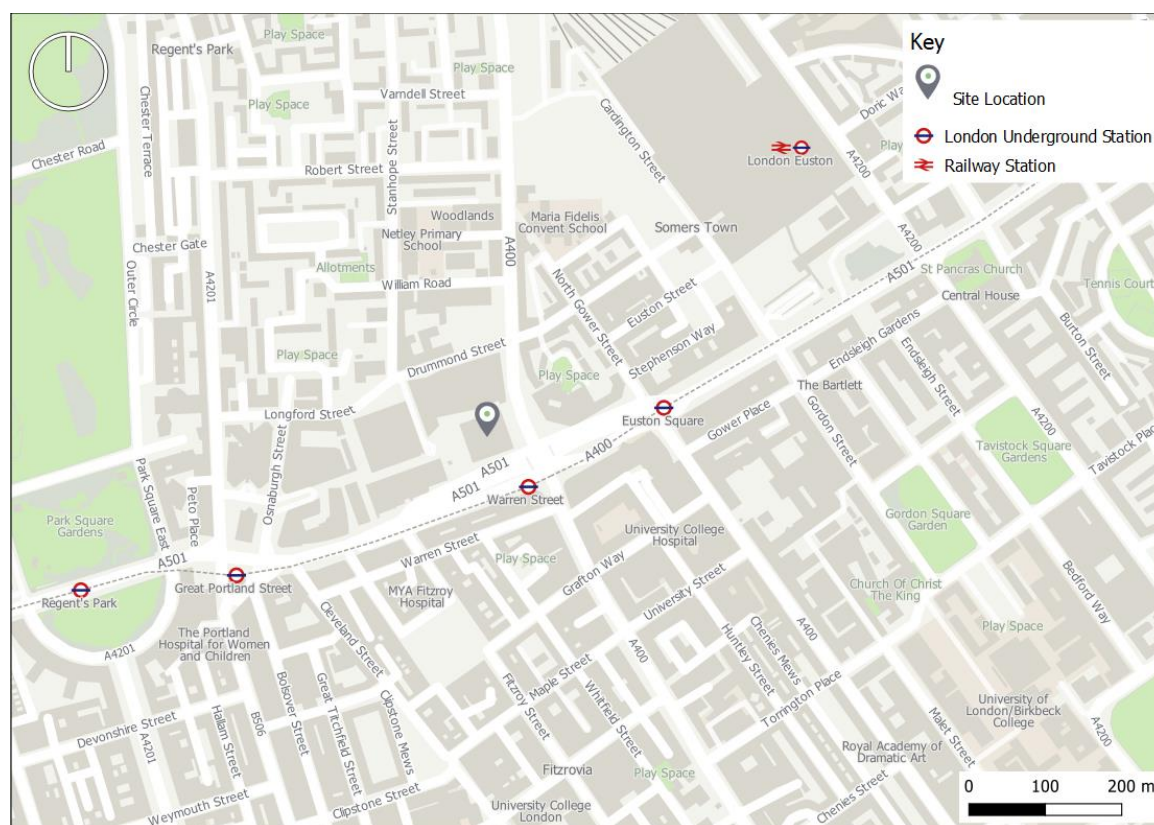 Regent's Park
Play Space
Key
Site Location
London Underground Station
Railway Station
Play Space
Varndell Street
Play Space
Chester Terrace
Chester Road
Robert Street
Stanhope Street
Cardington Street
Doric Wa
A4200
London Euston
Play
Woodlands
Netley Primary
School
Maria Fidelis
Convent School
Somers Town
A4200
A501
Chester Gate
Outer Circle
A4201
Allotments
William Road
A400
North Gower Street
Euston Street
St Pancras Church
Central House
Tennis Court
Burton Street
Play Space
Drummond Street
Play Space
Stephenson Way
Endsleigh Gardens
Endsleigh Street
The Bartlett
Longford Street
Euston Square
Gower Place
Gordon Street
A4200
Tavistock Square
Gardens
Tavistock Place
Osnaburgh Street
A501
A501
A400
Warren Street
Park Square East
Peto Place
Park Square
Gardens
A501
Gordon Square
Garden
University College
Hospital
Warren Street
Play Space
Grafton Way
University Street
Regent's Park
Great Portland Street
MYA Fitzroy
Hospital
Church Of Christ
The King
Bedford Way
Play Space
A4201
The Portland
Hospital for Women
and Children
Cleveland Street
A400
Huntley Street
Chenies Mews
A400
Maple Street
Torrington Place
Devonshire Street
A4201
Hallam Street
B506
Bolsover Street
Great Titchfield Street
Clipstone Mews
Fitzroy Street
Whitfield Street
Malet Street
University of
London/Birkbeck
College
A4200
Royal Academy of
Dramatic Art
Fitzrovia
Play Space
Weymouth Street
Clipstone Street
University College
London
Chenies Street
0 100 200 m